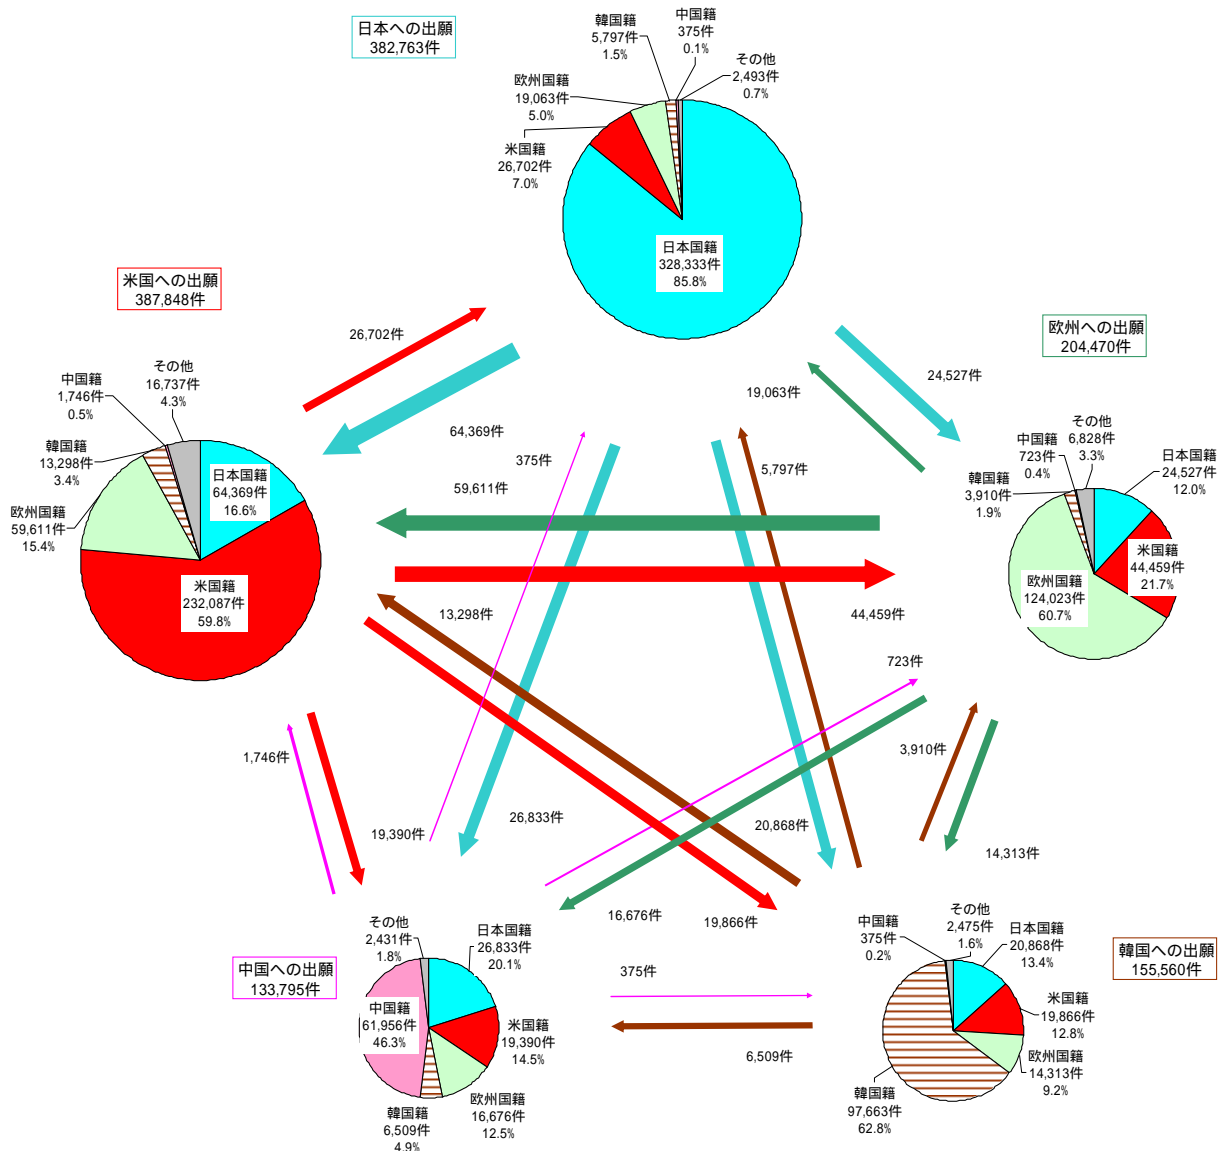 日本への出願
382,763件
韓国籍
5,797件
1.5%
中国籍
375件
0.1%
その他
2,493件
0.7%
欧州国籍
19,063件
5.0%
米国籍
26,702件
7.0%
日本国籍
328,333件
85.8%
米国への出願
387,848件
中国籍
1,746件
0.5%
その他
16,737件
4.3%
韓国籍
13,298件
3.4%
欧州国籍
59,611件
15.4%
日本国籍
64,369件
16.6%
米国籍
232,087件
59.8%
欧州への出願
204,470件
その他
6,828件
3.3%
中国籍
723件
0.4%
韓国籍
3,910件
1.9%
日本国籍
24,527件
12.0%
米国籍
44,459件
21.7%
欧州国籍
124,023件
60.7%
26,702件
64,369件
24,527件
19,063件
375件
5,797件
59,611件
13,298件
44,459件
723件
1,746件
3,910件
19,390件
26,833件
20,868件
14,313件
16,676件
19,866件
375件
6,509件
中国への出願
133,795件
その他
2,431件
1.8%
日本国籍
26,833件
20.1%
中国籍
61,956件
46.3%
米国籍
19,390件
14.5%
韓国籍
6,509件
4.9%
欧州国籍
16,676件
12.5%
韓国への出願
155,560件
中国籍
375件
0.2%
その他
2,475件
1.6%
日本国籍
20,868件
13.4%
米国籍
19,866件
12.8%
欧州国籍
14,313件
9.2%
韓国籍
97,663件
62.8%